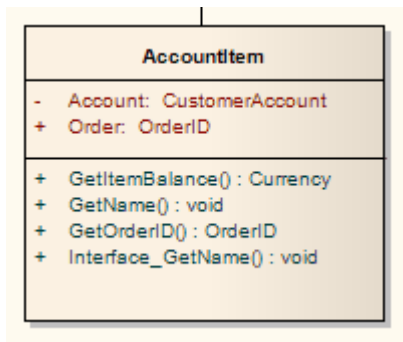 AccountItem
- Account: CustomerAccount
+ Order: OrderID
+ GetItemBalance() : Currency
+ GetName() : void
+ GetOrderID() : OrderID
+ Interface_GetName() : void